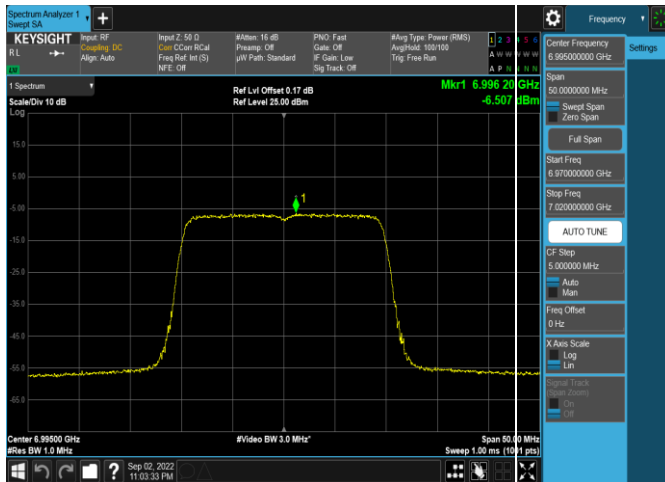 Spectrum Analyzer 1
Swept SA
+
Frequency
KEYSIGHT
RL
Input: RF
Coupling: DC
Align: Auto
Input Z: 50 Ω
Corr CCorr RCal
Freq Ref: Int (S)
NFE: Off
#Atten: 16 dB
Preamp: Off
µW Path: Standard
PNO: Fast
Gate: Off
IF Gain: Low
Sig Track: Off
#Avg Type: Power (RMS)
Avg|Hold: 100/100
Trig: Free Run
1 2 3 4 5 6
A W W W W W
A P N N N N
LXI
1 Spectrum
Scale/Div 10 dB
Log
Ref Lvl Offset 0.17 dB
Ref Level 25.00 dBm
Mkr1 6.996 20 GHz
-6.507 dBm
15.0
5.00
-5.00
-15.0
-25.0
-35.0
-45.0
-55.0
-65.0
1
Center 6.99500 GHz
#Res BW 1.0 MHz
#Video BW 3.0 MHz*
Span 50.00 MHz
Sweep 1.00 ms (1001 pts)
Sep 02, 2022
11:03:33 PM
?
Center Frequency
6.995000000 GHz
Settings
Span
50.0000000 MHz
Swept Span
Zero Span
Full Span
Start Freq
6.970000000 GHz
Stop Freq
7.020000000 GHz
AUTO TUNE
CF Step
5.000000 MHz
Auto
Man
Freq Offset
0 Hz
X Axis Scale
Log
Lin
Signal Track
(Span Zoom)
On
Off